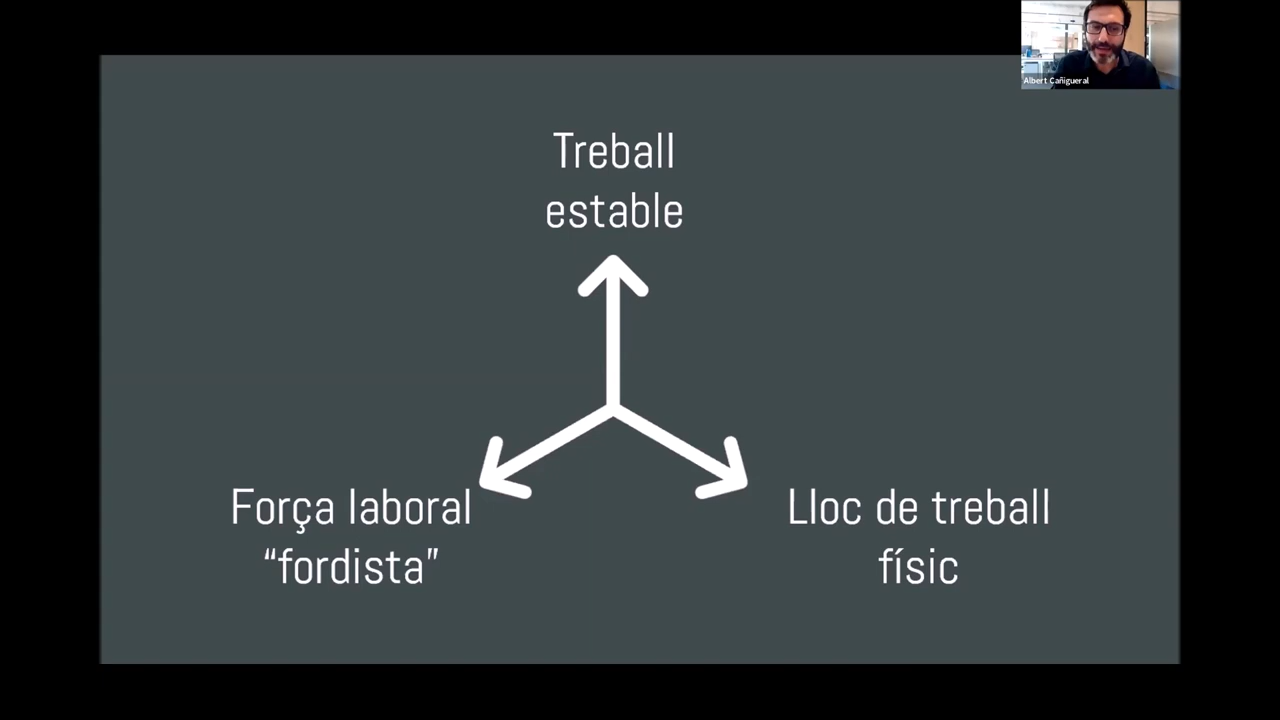 Albert Cañigueral
Treball
estable
Força laboral
“fordista”
Lloc de treball
físic